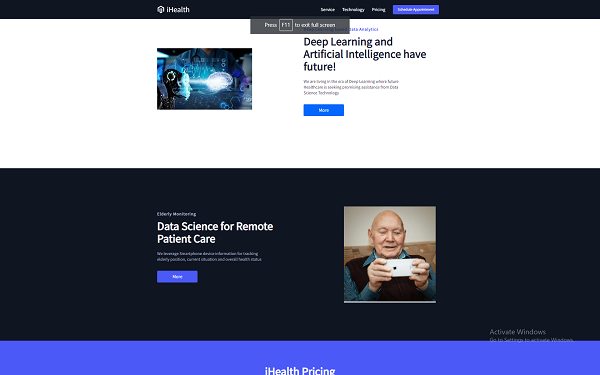 iHealth
Service
Technology
Pricing
Schedule Appointment
Press F11 to exit full screen
Data Analytics
Deep Learning and
Artificial Intelligence have
future!
We are living in the era of Deep Learning where future
Healthcare is seeking promising assistance from Data
Science Technology
More
Elderly Monitoring
Data Science for Remote
Patient Care
We leverage Smartphone device information for tracking
elderly position, current situation and overall health status
More
Activate Windows
Go to Settings to activate Windows.
iHealth Pricing